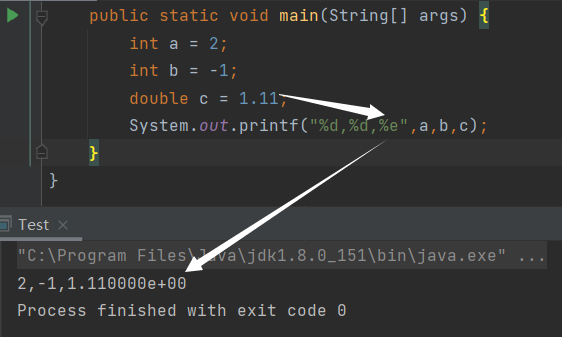 public static void main(String[] args) {
int a = 2;
int b = -1;
double c = 1.11;
System.out.printf("%d,%d,%e",a,b,c);
}
}
Test
"C:\Program Files\Java\jdk1.8.0_151\bin\java.exe" ...
2,-1,1.110000e+00
Process finished with exit code 0